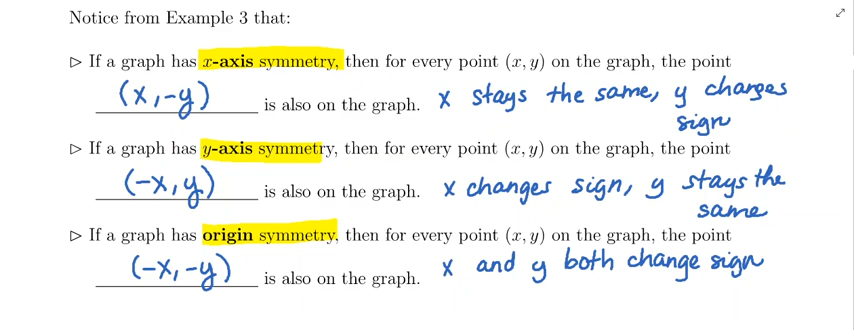 Notice from Example 3 that:
▷ If a graph has x-axis symmetry, then for every point (x, y) on the graph, the point
(x,-y) is also on the graph. x stays the same, y changes
sign
▷ If a graph has y-axis symmetry, then for every point (x, y) on the graph, the point
(-x,y) is also on the graph. x changes sign, y stays the
same
▷ If a graph has origin symmetry, then for every point (x, y) on the graph, the point
(-x,-y) is also on the graph. x and y both change sign